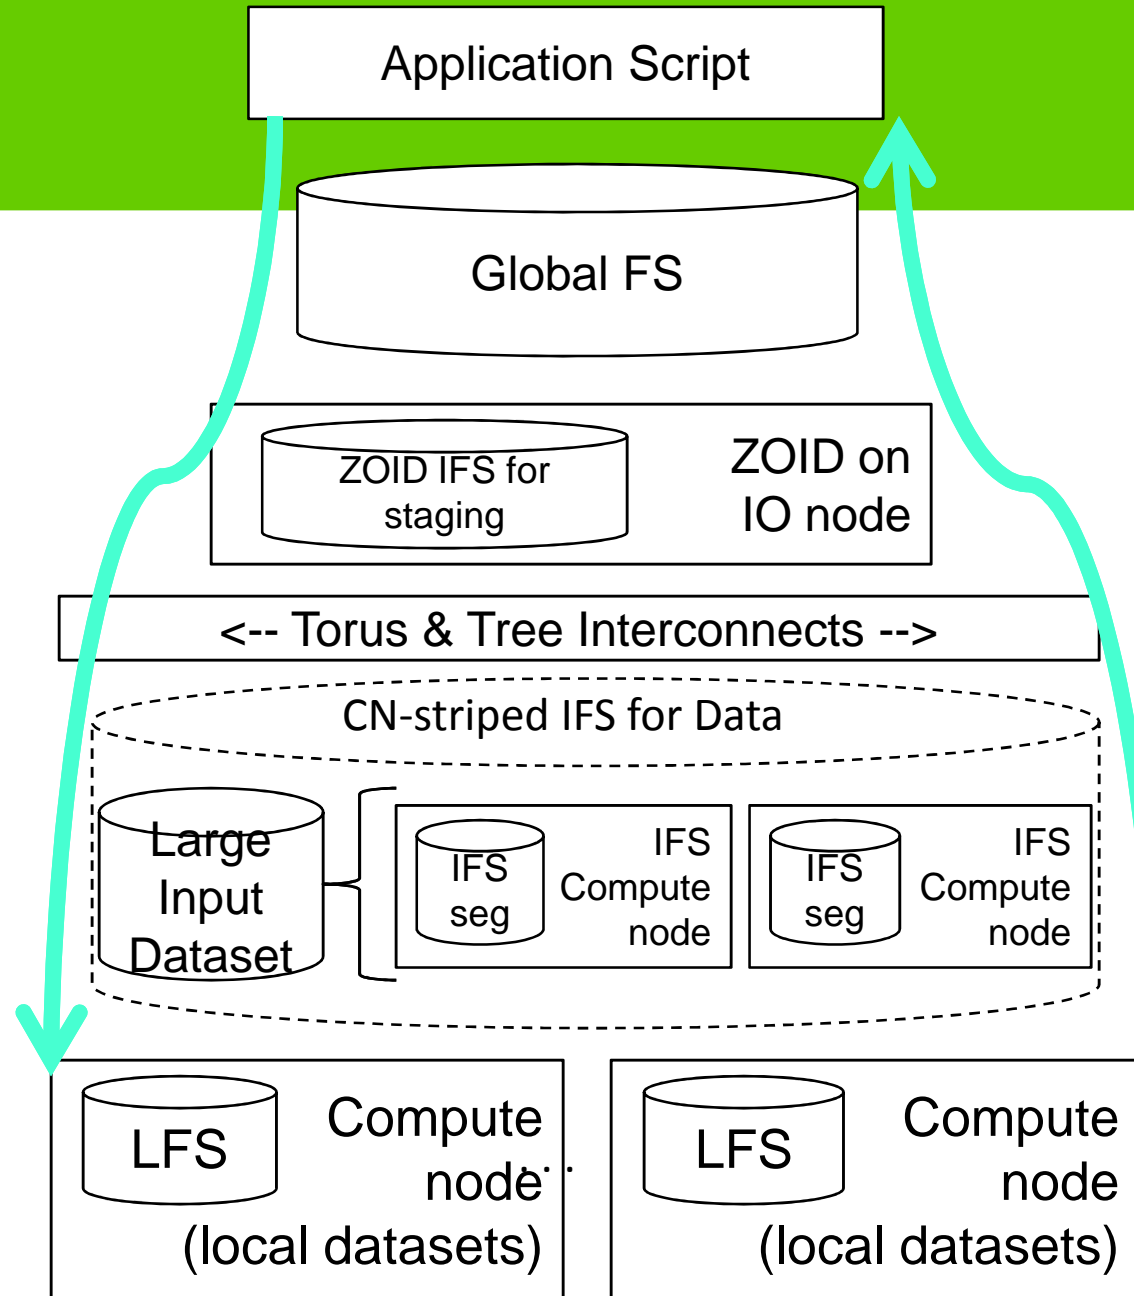 Application Script
Global FS
ZOID IFS for
staging
ZOID on
IO node
<-- Torus & Tree Interconnects -->
CN-striped IFS for Data
Large
Input
Dataset
IFS
seg
IFS
Compute
node
IFS
seg
IFS
Compute
node
LFS
Compute
node
(local datasets)
. . .
LFS
Compute
node
(local datasets)